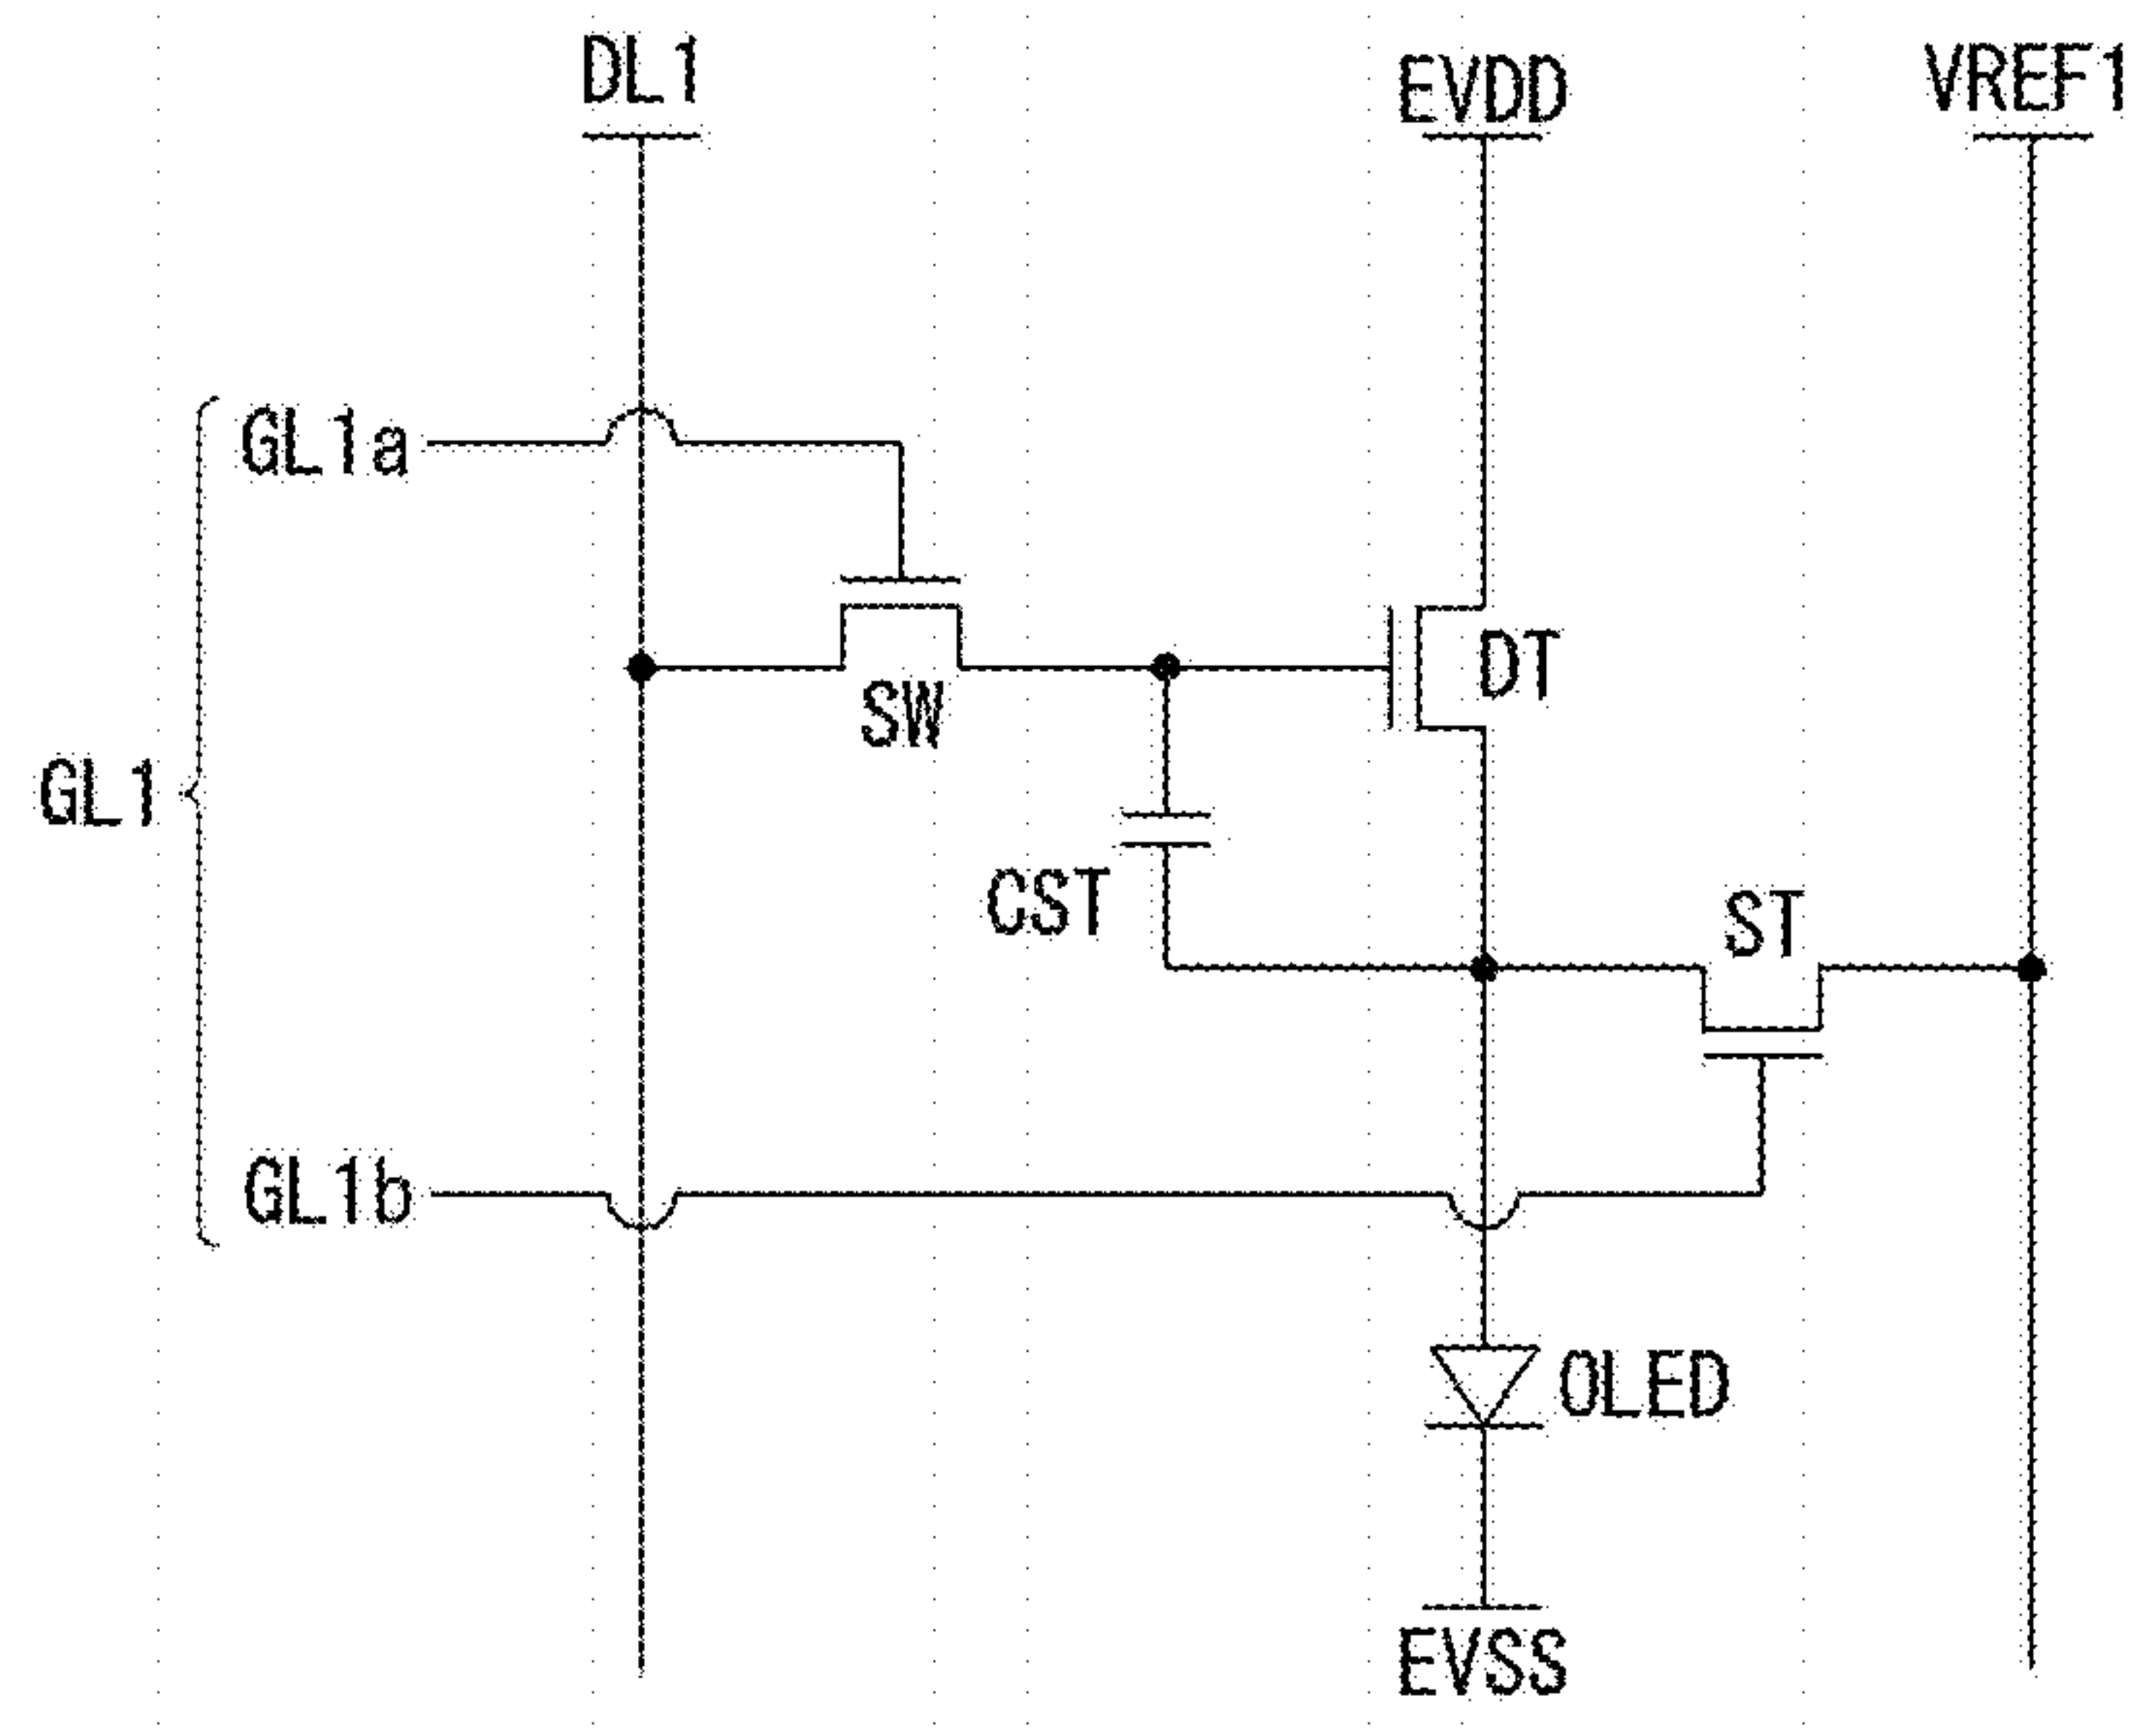 DL1
EVDD
VREF1
GL1a
DT
SW
GL1
CST
ST
GL1b
OLED
EVSS